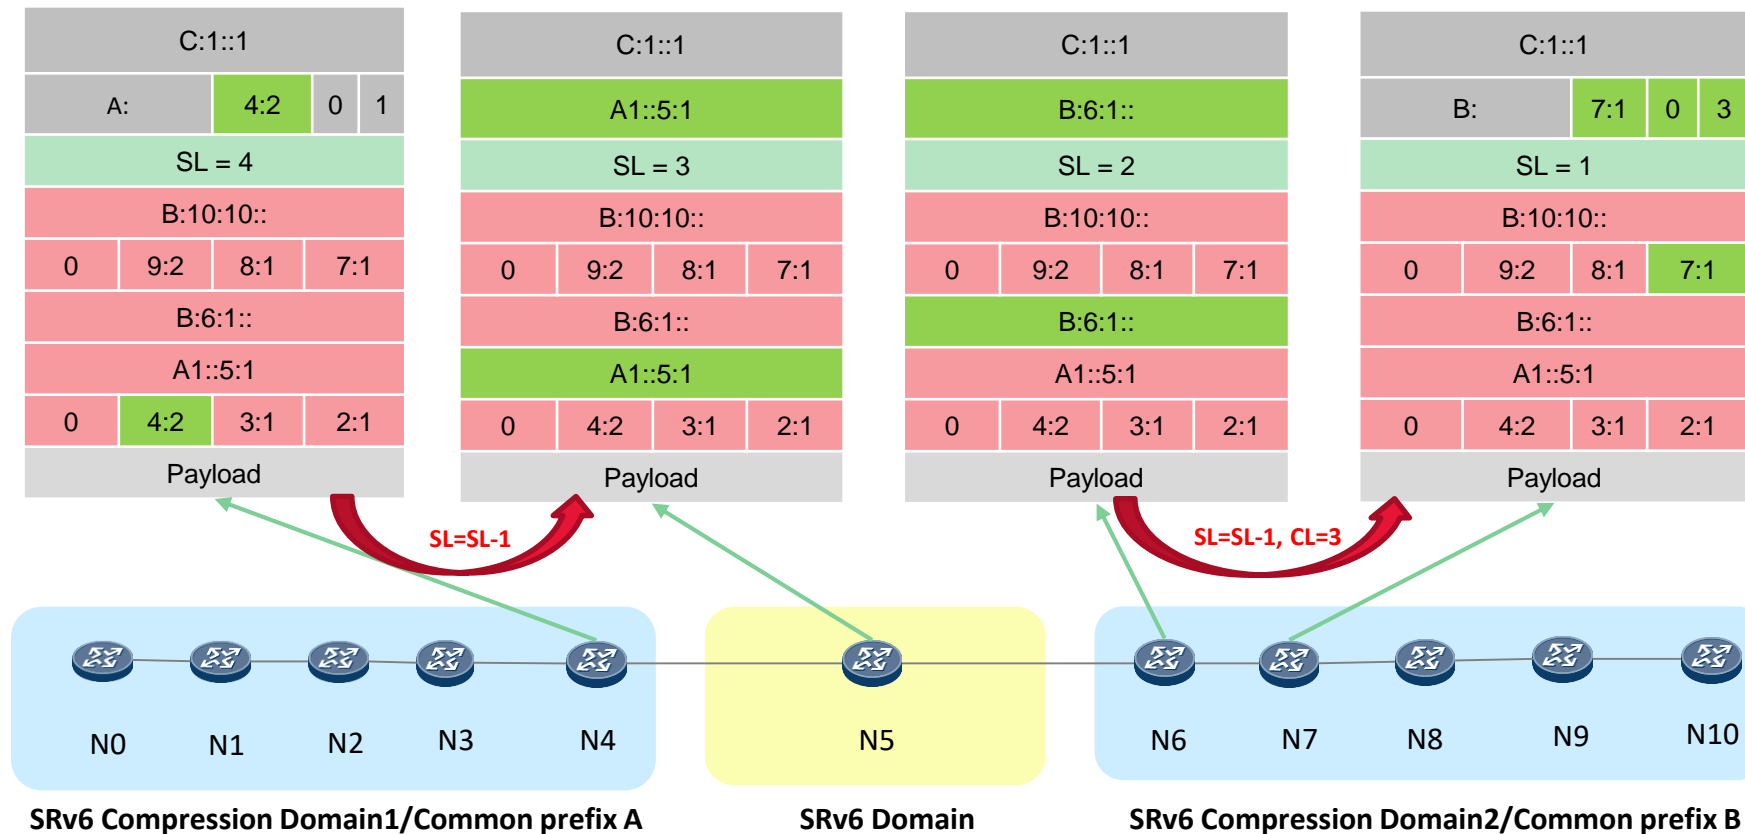 C:1::1 C:1::1 C:1::1 C:1::1
A: 4:2 0 1 A1::5:1 B:6:1:: B: 7:1 0 3
SL = 4 SL = 3 SL = 2 SL = 1
B:10:10:: B:10:10:: B:10:10:: B:10:10::
0 9:2 8:1 7:1 0 9:2 8:1 7:1 0 9:2 8:1 7:1 0 9:2 8:1 7:1
B:6:1:: B:6:1:: B:6:1:: B:6:1::
A1::5:1 A1::5:1 A1::5:1 A1::5:1
0 4:2 3:1 2:1 0 4:2 3:1 2:1 0 4:2 3:1 2:1 0 4:2 3:1 2:1
Payload Payload Payload Payload
SL=SL-1 SL=SL-1, CL=3
N0 N1 N2 N3 N4 N5 N6 N7 N8 N9 N10
SRv6 Compression Domain1/Common prefix A SRv6 Domain SRv6 Compression Domain2/Common prefix B